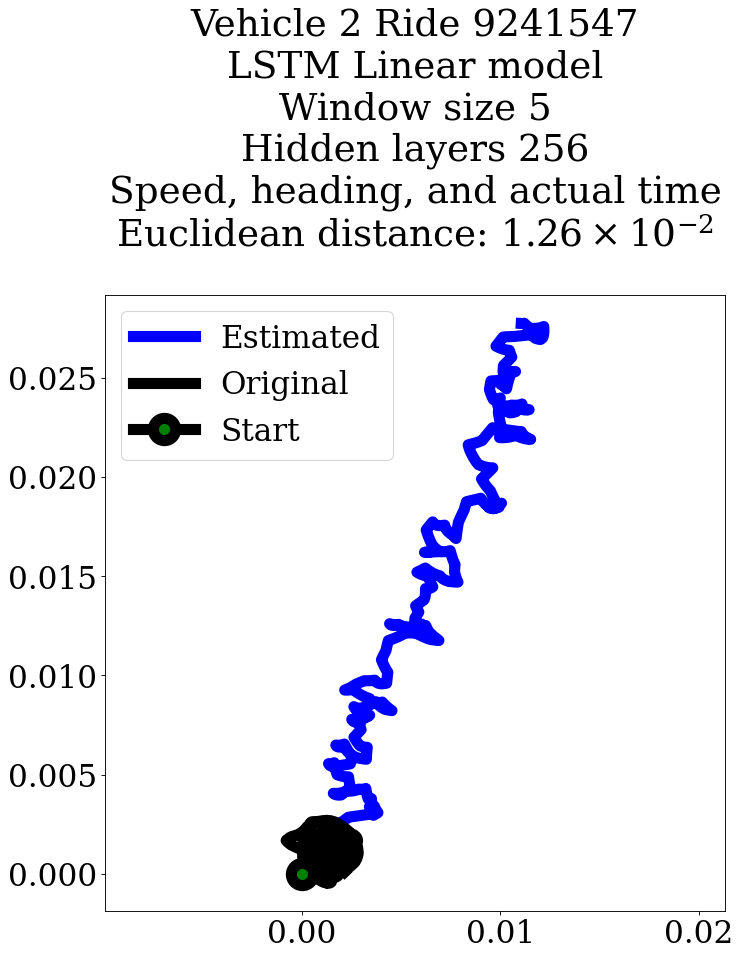 Vehicle 2 Ride 9241547
LSTM Linear model
Window size 5
Hidden layers 256
Speed, heading, and actual time
Euclidean distance: 1.26 × 10⁻²
Estimated
Original
Start
0.025
0.020
0.015
0.010
0.005
0.000
0.00 0.01 0.02